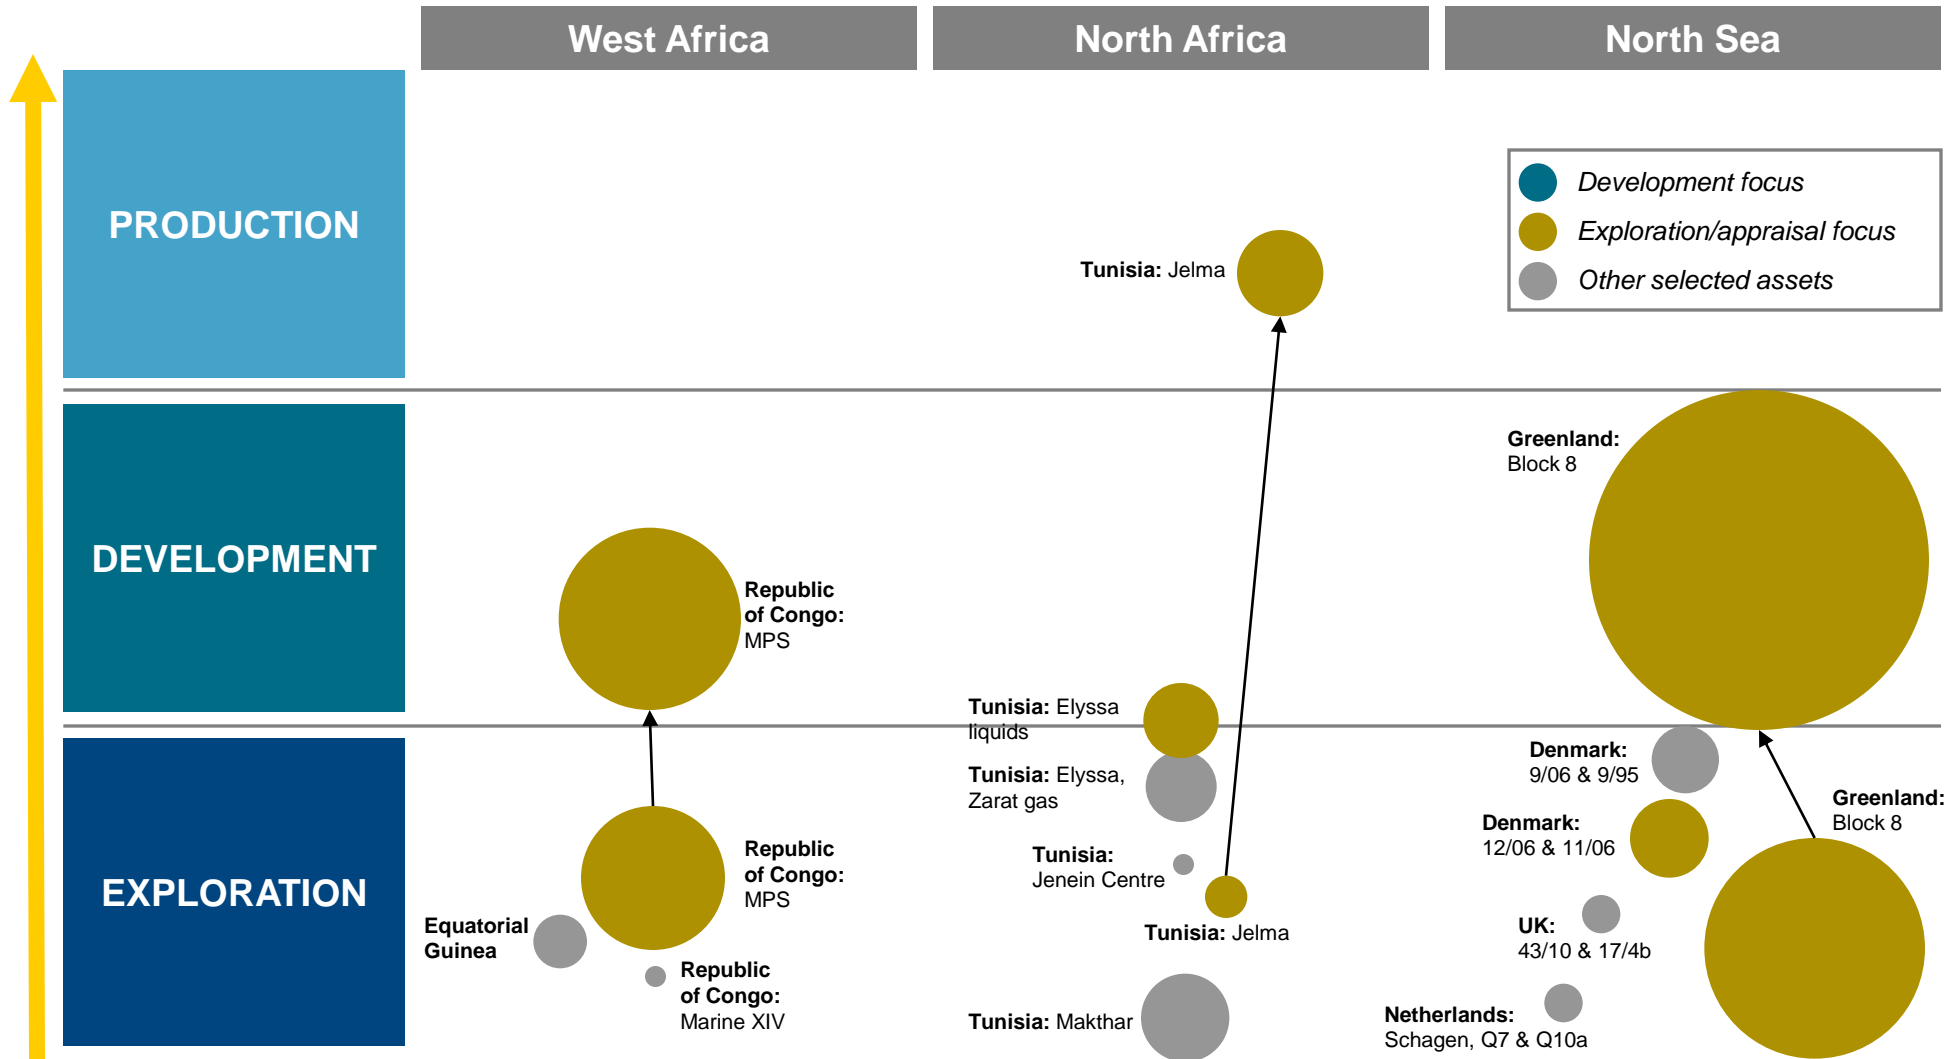 West Africa
North Africa
North Sea
PRODUCTION
Development focus
Exploration/appraisal focus
Other selected assets
Tunisia: Jelma
DEVELOPMENT
Greenland:
Block 8
Republic
of Congo:
MPS
Tunisia: Elyssa
liquids
EXPLORATION
Tunisia: Elyssa,
Zarat gas
Denmark:
9/06 & 9/95
Greenland:
Block 8
Denmark:
12/06 & 11/06
Republic
of Congo:
MPS
Tunisia:
Jenein Centre
Equatorial
Guinea
Tunisia: Jelma
UK:
43/10 & 17/4b
Republic
of Congo:
Marine XIV
Tunisia: Makthar
Netherlands:
Schagen, Q7 & Q10a